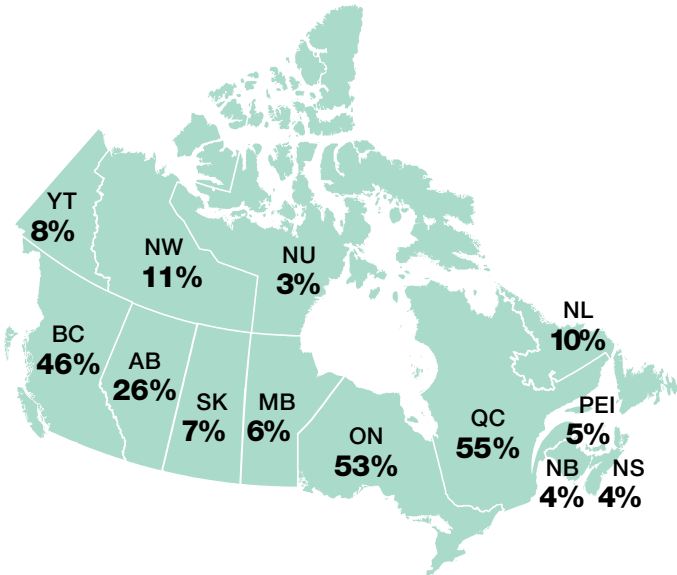 YT
8%
NW
11%
NU
3%
BC
46%
AB
26%
SK
7%
MB
6%
ON
53%
QC
55%
NL
10%
PEI
5%
NB
4%
NS
4%